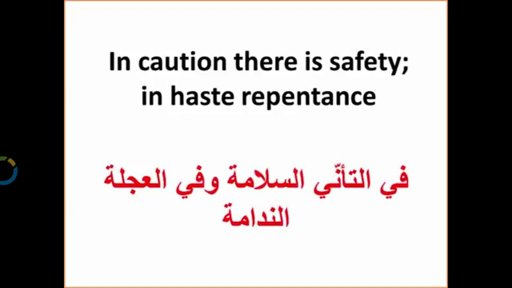 In caution there is safety;
in haste repentance
في التأنّي السلامة وفي العجلة
الندامة